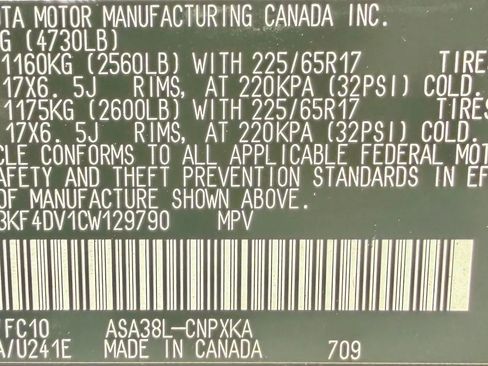 OTA MOTOR MANUFACTURING CANADA INC.
G (4730LB)
1160KG (2560LB) WITH 225/65R17 TIRE
17X6. 5J RIMS, AT 220KPA (32PSI) COLD.
1175KG (2600LB) WITH 225/65R17 TIRES
17X6. 5J RIMS, AT 220KPA (32PSI) COLD.
CLE CONFORMS TO ALL APPLICABLE FEDERAL MOT
SAFETY AND THEFT PREVENTION STANDARDS IN EF
OF MANUFACTURE SHOWN ABOVE.
3KF4DV1CW129790 MPV
FC10 ASA38L-CNPXKA
A/U241E MADE IN CANADA 709